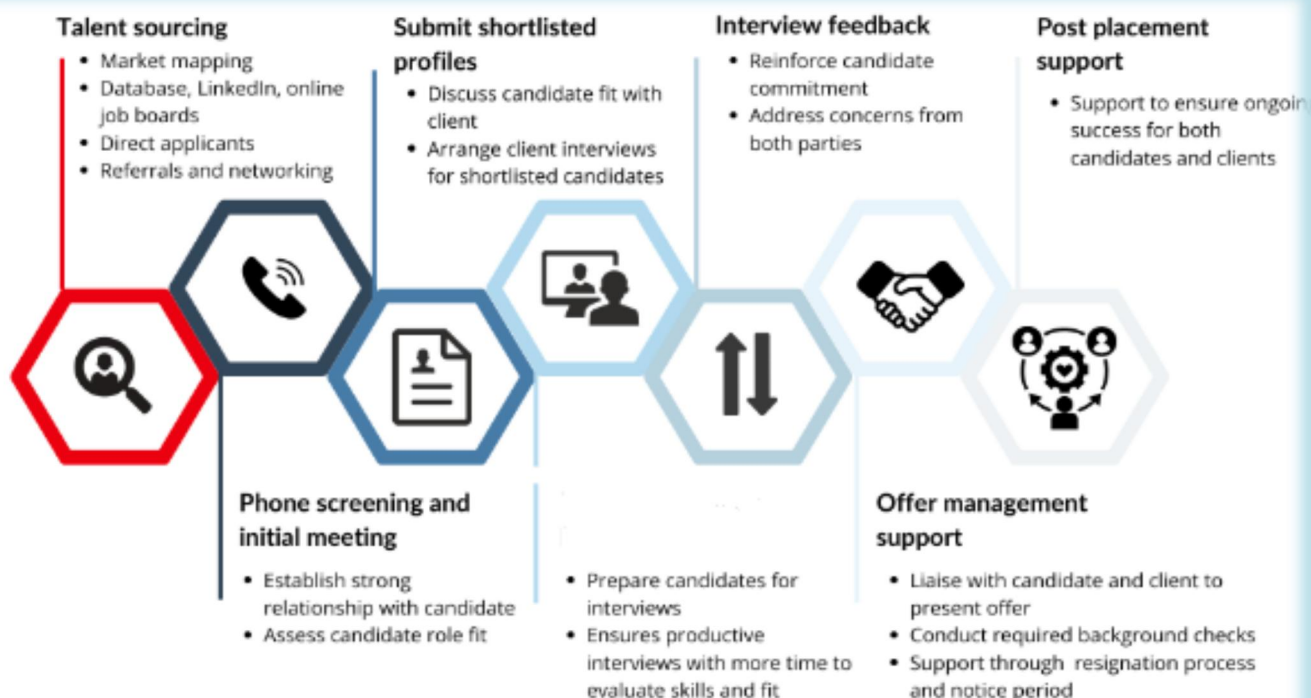 Talent sourcing
• Market mapping
• Database, LinkedIn, online
job boards
• Direct applicants
• Referrals and networking
Submit shortlisted
profiles
• Discuss candidate fit with
client
• Arrange client interviews
for shortlisted candidates
Interview feedback
• Reinforce candidate
commitment
• Address concerns from
both parties
Post placement
support
• Support to ensure ongoin
success for both
candidates and clients
Phone screening and
initial meeting
• Establish strong
relationship with candidate
• Assess candidate role fit
• Prepare candidates for
interviews
• Ensures productive
interviews with more time to
evaluate skills and fit
Offer management
support
• Liaise with candidate and client to
present offer
• Conduct required background checks
• Support through resignation process
and notice period